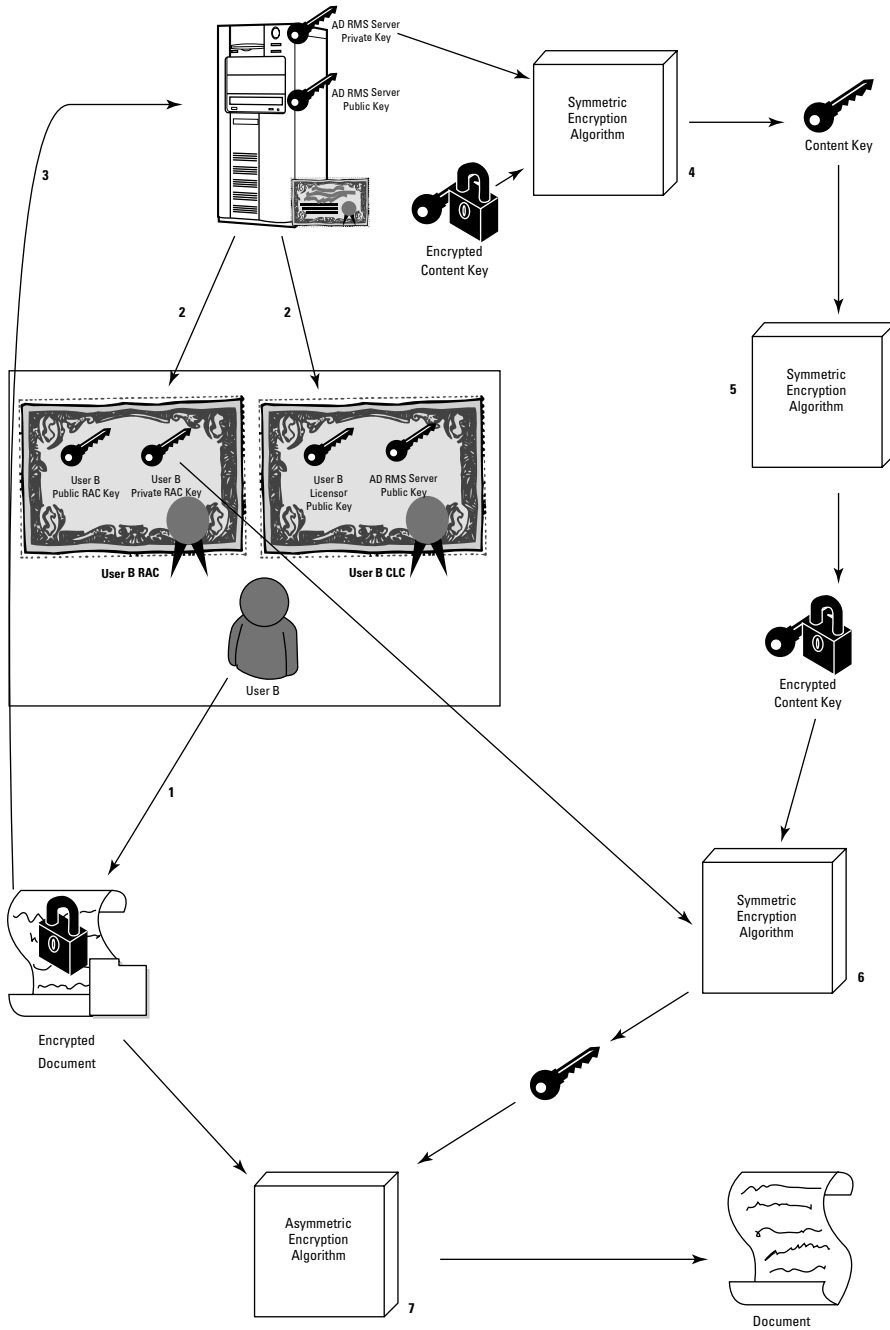 AD RMS Server
Private Key
AD RMS Server
Public Key
Symmetric
Encryption
Algorithm
4
Content Key
3
Encrypted
Content Key
2
2
5
Symmetric
Encryption
Algorithm
User B
Public RAC Key
User B
Private RAC Key
User B
Licensor
Public Key
AD RMS Server
Public Key
User B RAC
User B CLC
User B
Encrypted
Content Key
1
Symmetric
Encryption
Algorithm
6
Encrypted
Document
Asymmetric
Encryption
Algorithm
7
Document